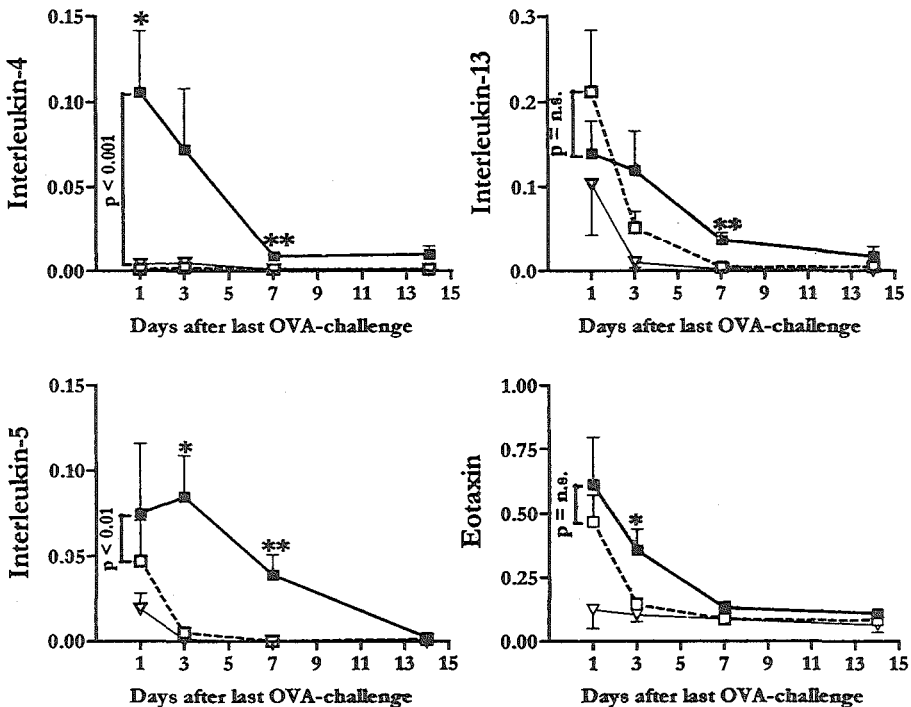 Interleukin-4
0.15
0.10
0.05
0.00
*
p < 0.001
**
1 3 5 7 9 11 13 15
Days after last OVA-challenge
Interleukin-13
0.3
0.2
0.1
0.0
p = n.s.
**
1 3 5 7 9 11 13 15
Days after last OVA-challenge
Interleukin-5
0.15
0.10
0.05
0.00
p < 0.01
*
**
1 3 5 7 9 11 13 15
Days after last OVA-challenge
Eotaxin
1.00
0.75
0.50
0.25
0.00
p = n.s.
*
1 3 5 7 9 11 13 15
Days after last OVA-challenge